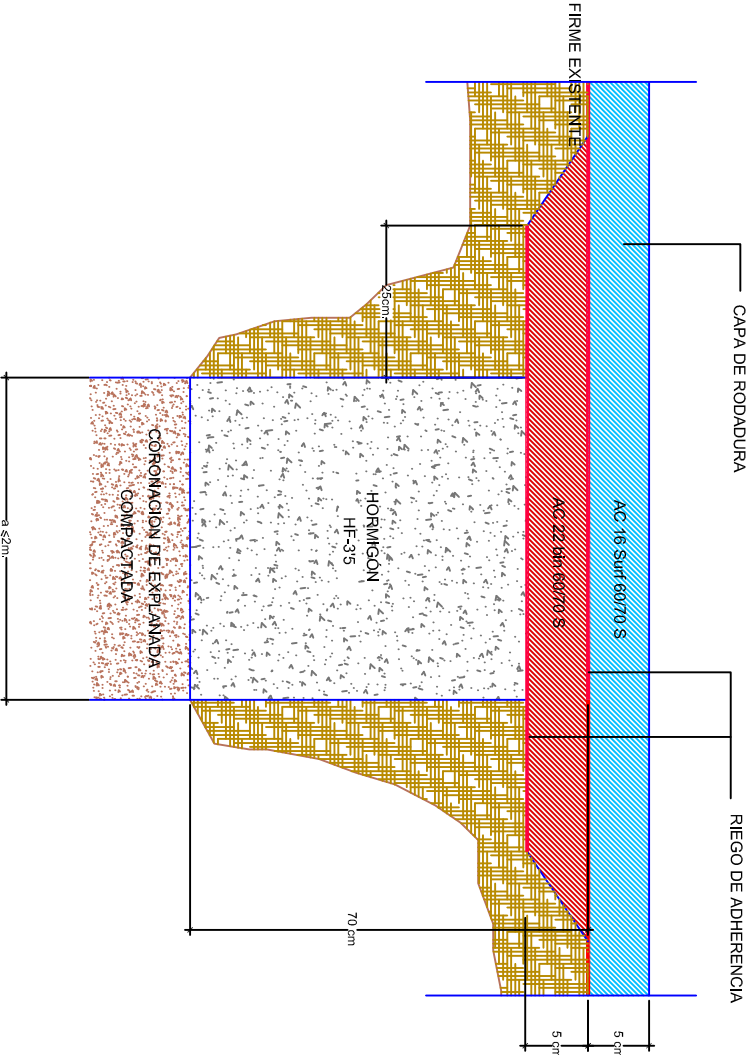 CAPA DE RODADURA
RIEGO DE ADHERENCIA
FIRME EXISTENTE
AC 16 Surf 60/70 S
AC 22 bin 60/70 S
5 cm
5 cm
25cm.
70 cm
HORMIGÓN
HF-3'5
CORONACION DE EXPLANADA
COMPACTADA
a ≤2m.